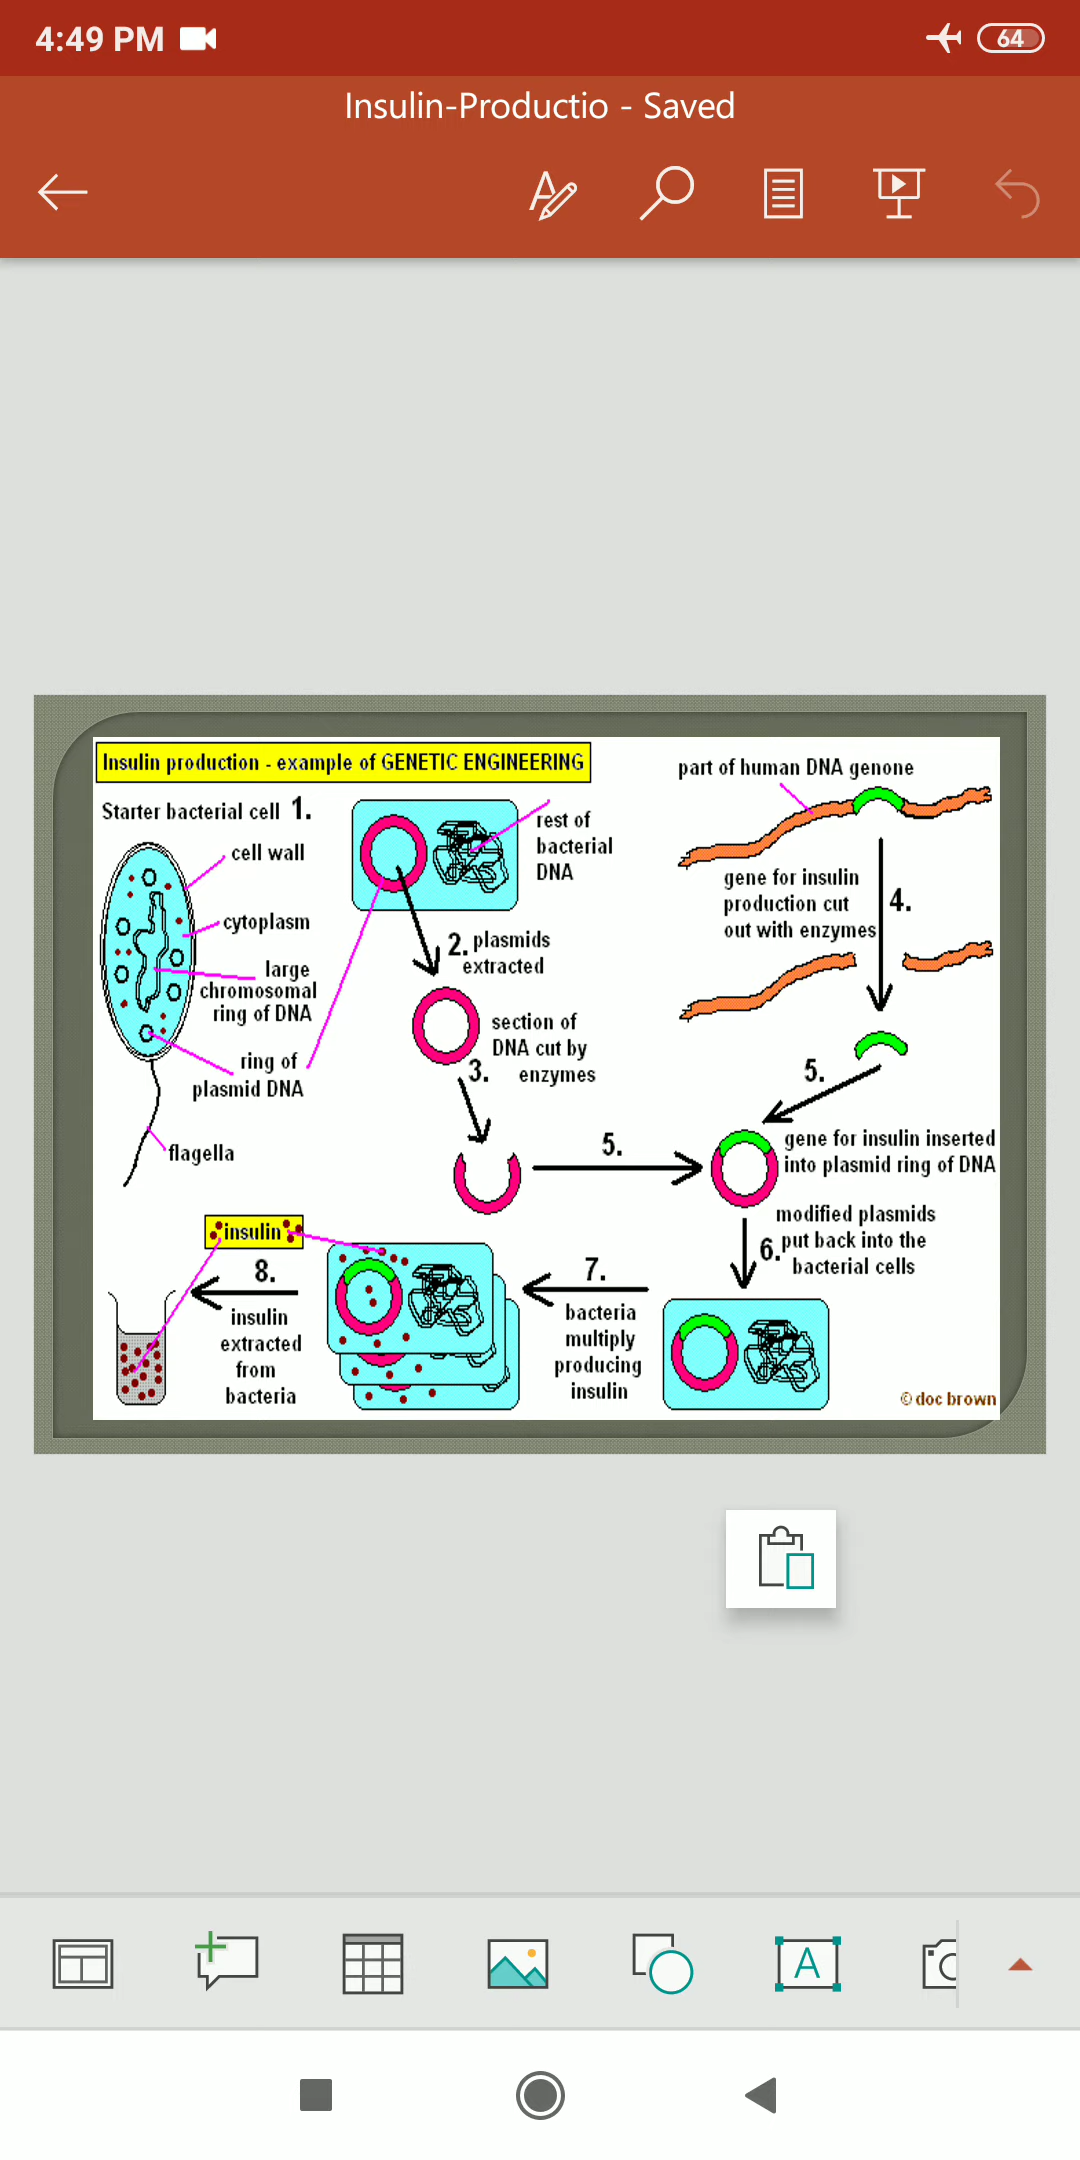 4:49 PM
64
Insulin-Productio - Saved
Insulin production - example of GENETIC ENGINEERING
Starter bacterial cell 1.
cell wall
cytoplasm
large
chromosomal
ring of DNA
ring of
plasmid DNA
flagella
rest of
bacterial
DNA
2. plasmids
extracted
section of
DNA cut by
3. enzymes
part of human DNA genone
gene for insulin
production cut
out with enzymes
4.
5.
5.
gene for insulin inserted
into plasmid ring of DNA
modified plasmids
6. put back into the
bacterial cells
7.
bacteria
multiply
producing
insulin
insulin
8.
insulin
extracted
from
bacteria
© doc brown
A